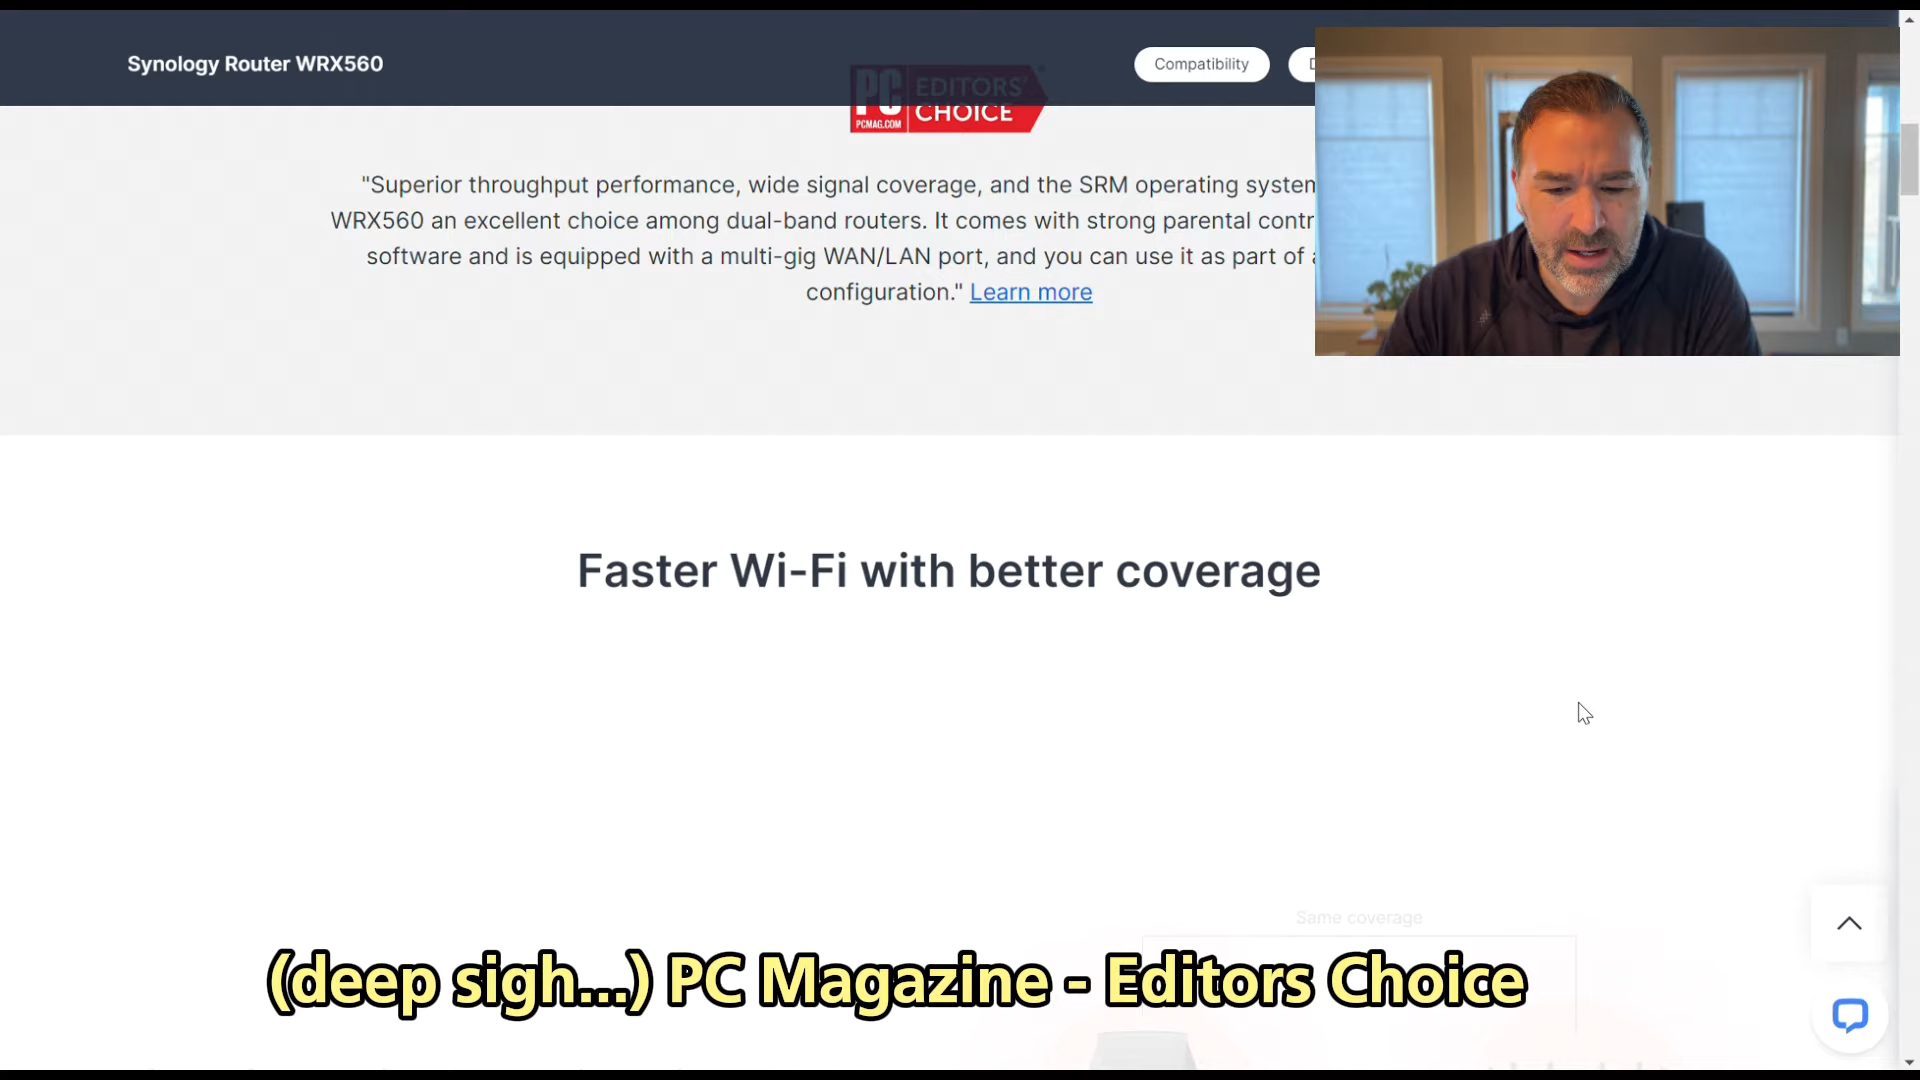 Synology Router WRX560
Compatibility
D
PC EDITORS'
PCMAG.COM CHOICE
"Superior throughput performance, wide signal coverage, and the SRM operating system
WRX560 an excellent choice among dual-band routers. It comes with strong parental contr
software and is equipped with a multi-gig WAN/LAN port, and you can use it as part of a
configuration." Learn more
Faster Wi-Fi with better coverage
Same coverage
(deep sigh...) PC Magazine - Editors Choice